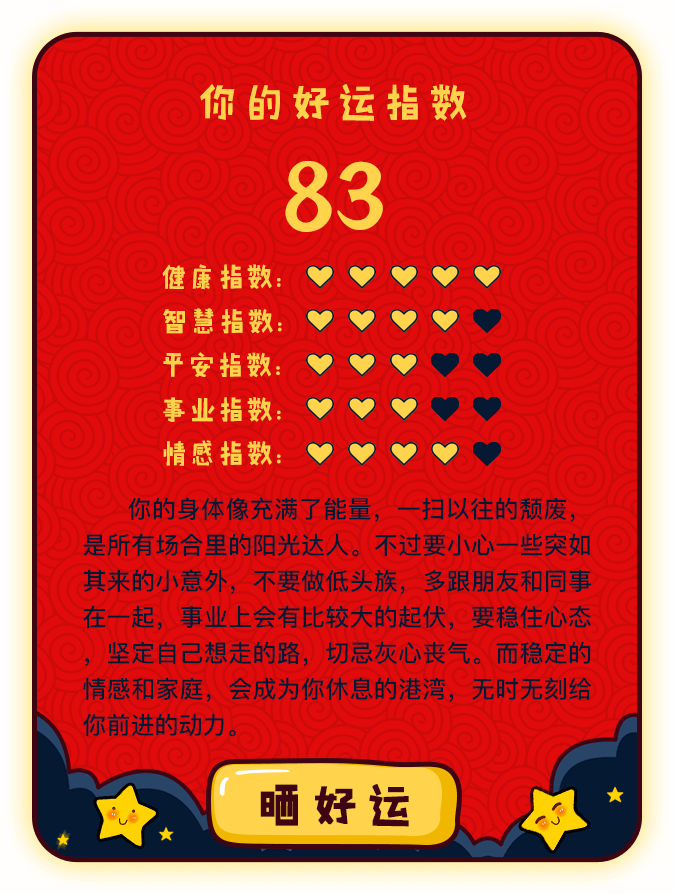 你的好运指数
83
健康指数:
智慧指数:
平安指数:
事业指数:
情感指数:
你的身体像充满了能量，一扫以往的颓废，
是所有场合里的阳光达人。不过要小心一些突如
其来的小意外，不要做低头族，多跟朋友和同事
在一起，事业上会有比较大的起伏，要稳住心态
，坚定自己想走的路，切忌灰心丧气。而稳定的
情感和家庭，会成为你休息的港湾，无时无刻给
你前进的动力。
晒好运